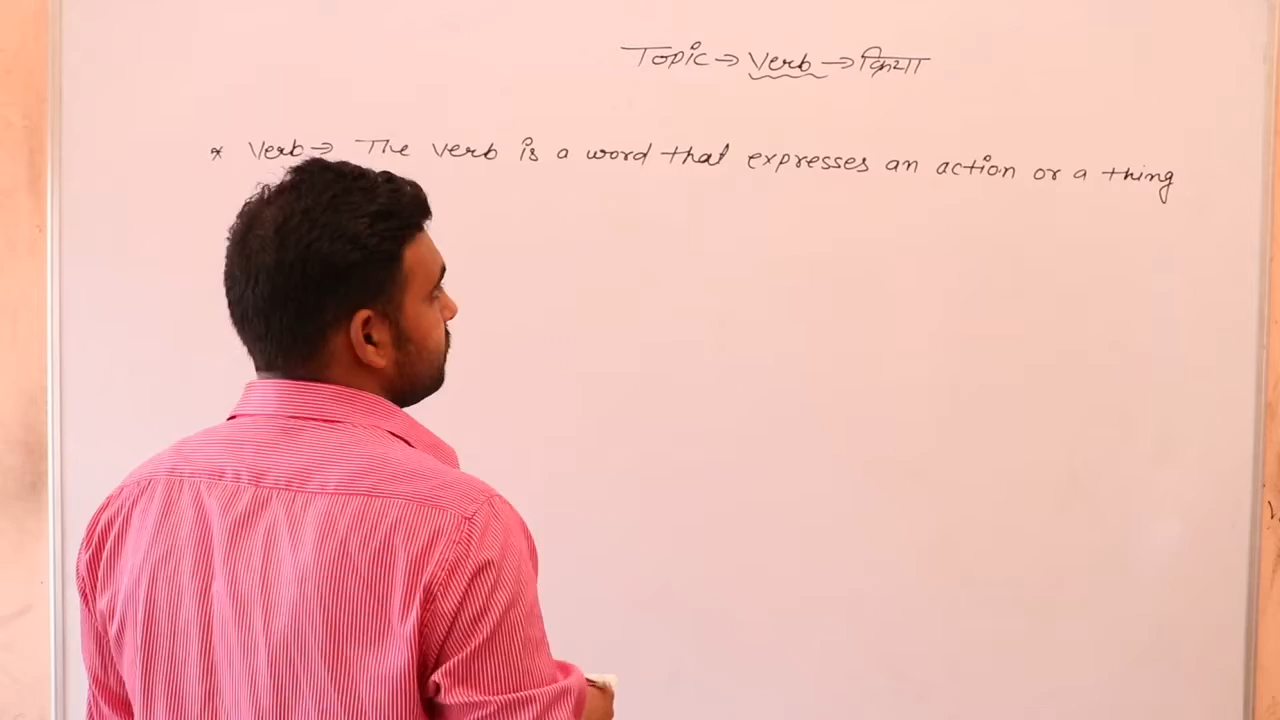 Topic → Verb → क्रिया
* Verb → The verb is a word that expresses an action or a thing